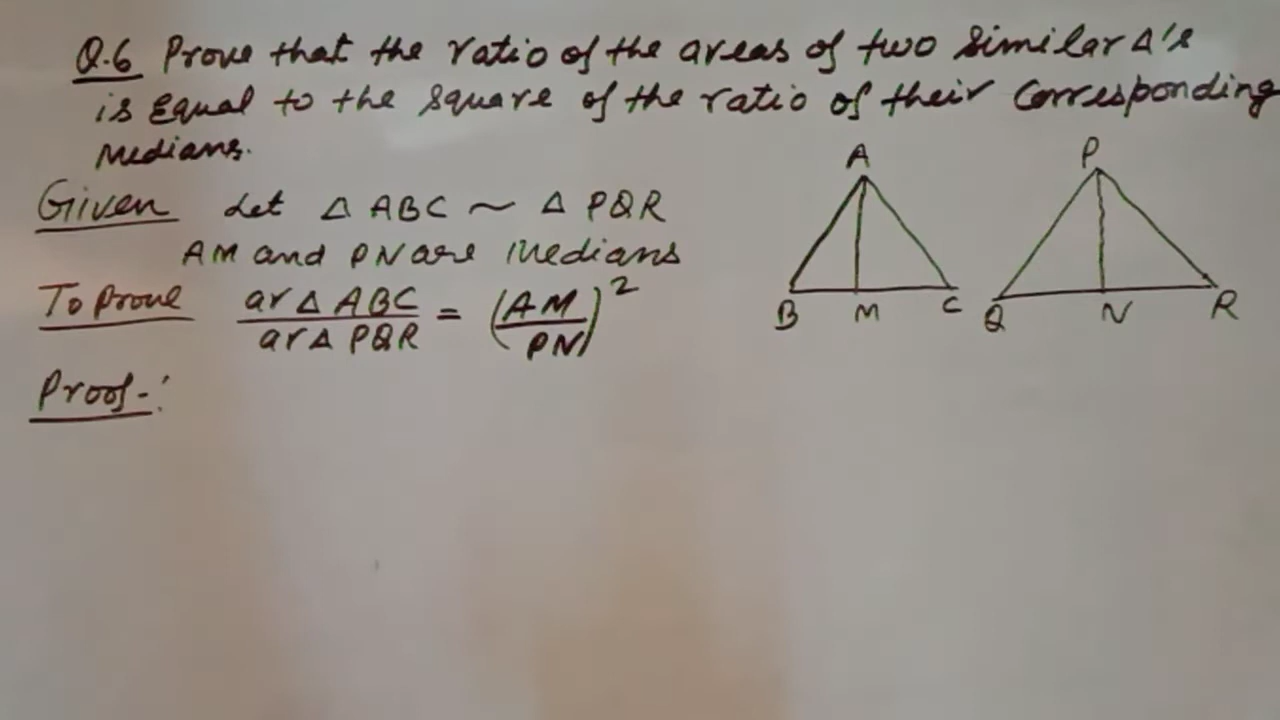 Q.6 Prove that the ratio of the areas of two Similar Δ's
is Equal to the square of the ratio of their Corresponding
Medians.
Given Let Δ ABC ~ Δ PQR
AM and PN are Medians
To prove ar Δ ABC / ar Δ PQR = (AM / PN)²
Proof-:
A
B M C
P
Q N R